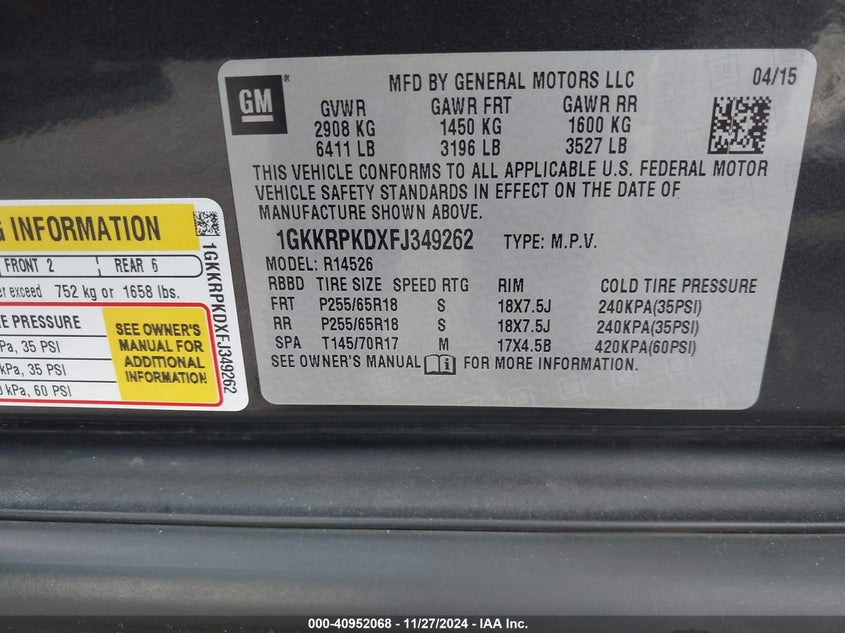 GM
®
MFD BY GENERAL MOTORS LLC
04/15
GVWR GAWR FRT GAWR RR
2908 KG 1450 KG 1600 KG
6411 LB 3196 LB 3527 LB
THIS VEHICLE CONFORMS TO ALL APPLICABLE U.S. FEDERAL MOTOR
VEHICLE SAFETY STANDARDS IN EFFECT ON THE DATE OF
MANUFACTURE SHOWN ABOVE.
1GKKRPKDXFJ349262 TYPE: M.P.V.
MODEL: R14526
RBBD TIRE SIZE SPEED RTG RIM COLD TIRE PRESSURE
FRT P255/65R18 S 18X7.5J 240KPA(35PSI)
RR P255/65R18 S 18X7.5J 240KPA(35PSI)
SPA T145/70R17 M 17X4.5B 420KPA(60PSI)
SEE OWNER'S MANUAL FOR MORE INFORMATION.
G INFORMATION
FRONT 2 REAR 6
exceed 752 kg or 1658 lbs.
PRESSURE
kPa, 35 PSI
kPa, 35 PSI
kPa, 60 PSI
SEE OWNER'S
MANUAL FOR
ADDITIONAL
INFORMATION
1GKKRPKDXFJ349262
000-40952068 - 11/27/2024 - IAA Inc.